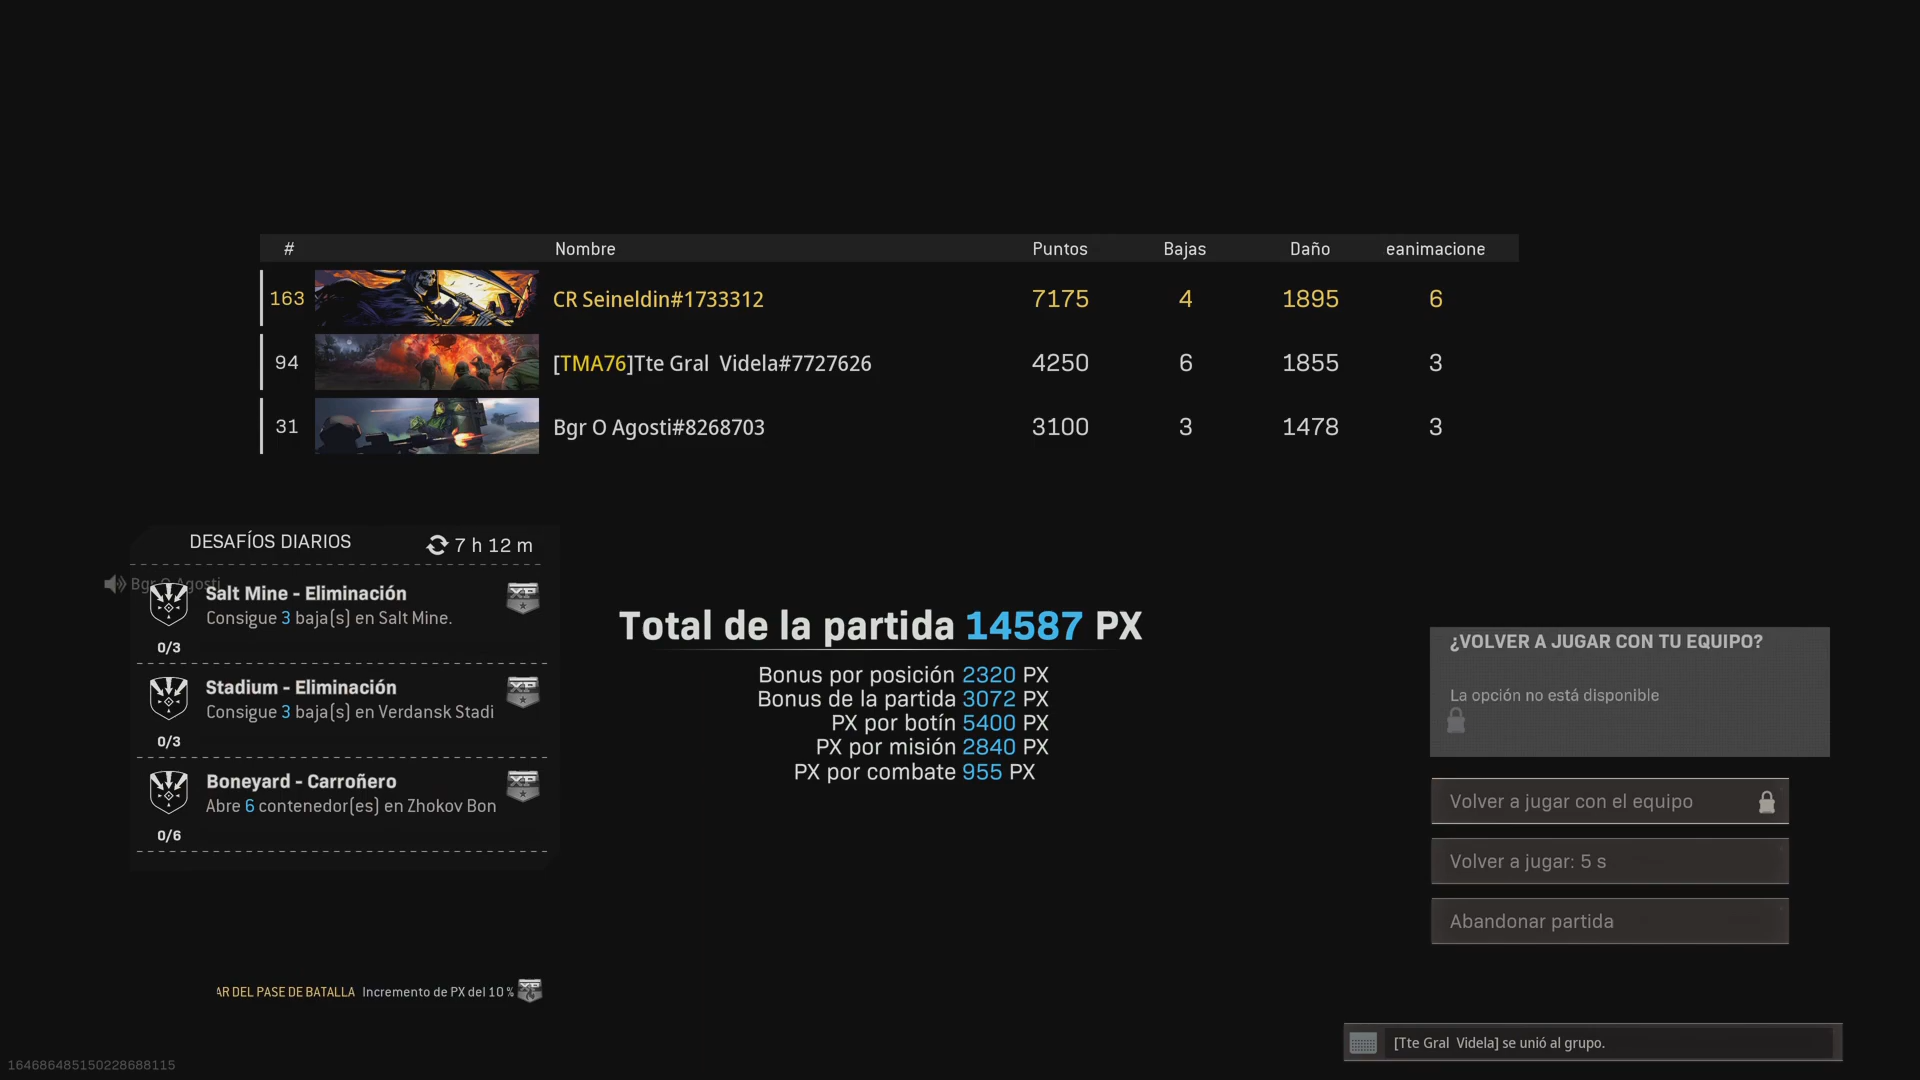 # Nombre Puntos Bajas Daño eanimacione
163 CR Seineldin#1733312 7175 4 1895 6
94 [TMA76]Tte Gral  Videla#7727626 4250 6 1855 3
31 Bgr O Agosti#8268703 3100 3 1478 3
DESAFÍOS DIARIOS 7 h 12 m
Bgr O Agosti
Salt Mine - Eliminación XP
Consigue 3 baja(s) en Salt Mine.
0/3
Stadium - Eliminación XP
Consigue 3 baja(s) en Verdansk Stadi
0/3
Boneyard - Carroñero XP
Abre 6 contenedor(es) en Zhokov Bon
0/6
AR DEL PASE DE BATALLA Incremento de PX del 10 % XP
Total de la partida 14587 PX
Bonus por posición 2320 PX
Bonus de la partida 3072 PX
PX por botín 5400 PX
PX por misión 2840 PX
PX por combate 955 PX
¿VOLVER A JUGAR CON TU EQUIPO?
La opción no está disponible
Volver a jugar con el equipo
Volver a jugar: 5 s
Abandonar partida
[Tte Gral  Videla] se unió al grupo.
164686485150228688115